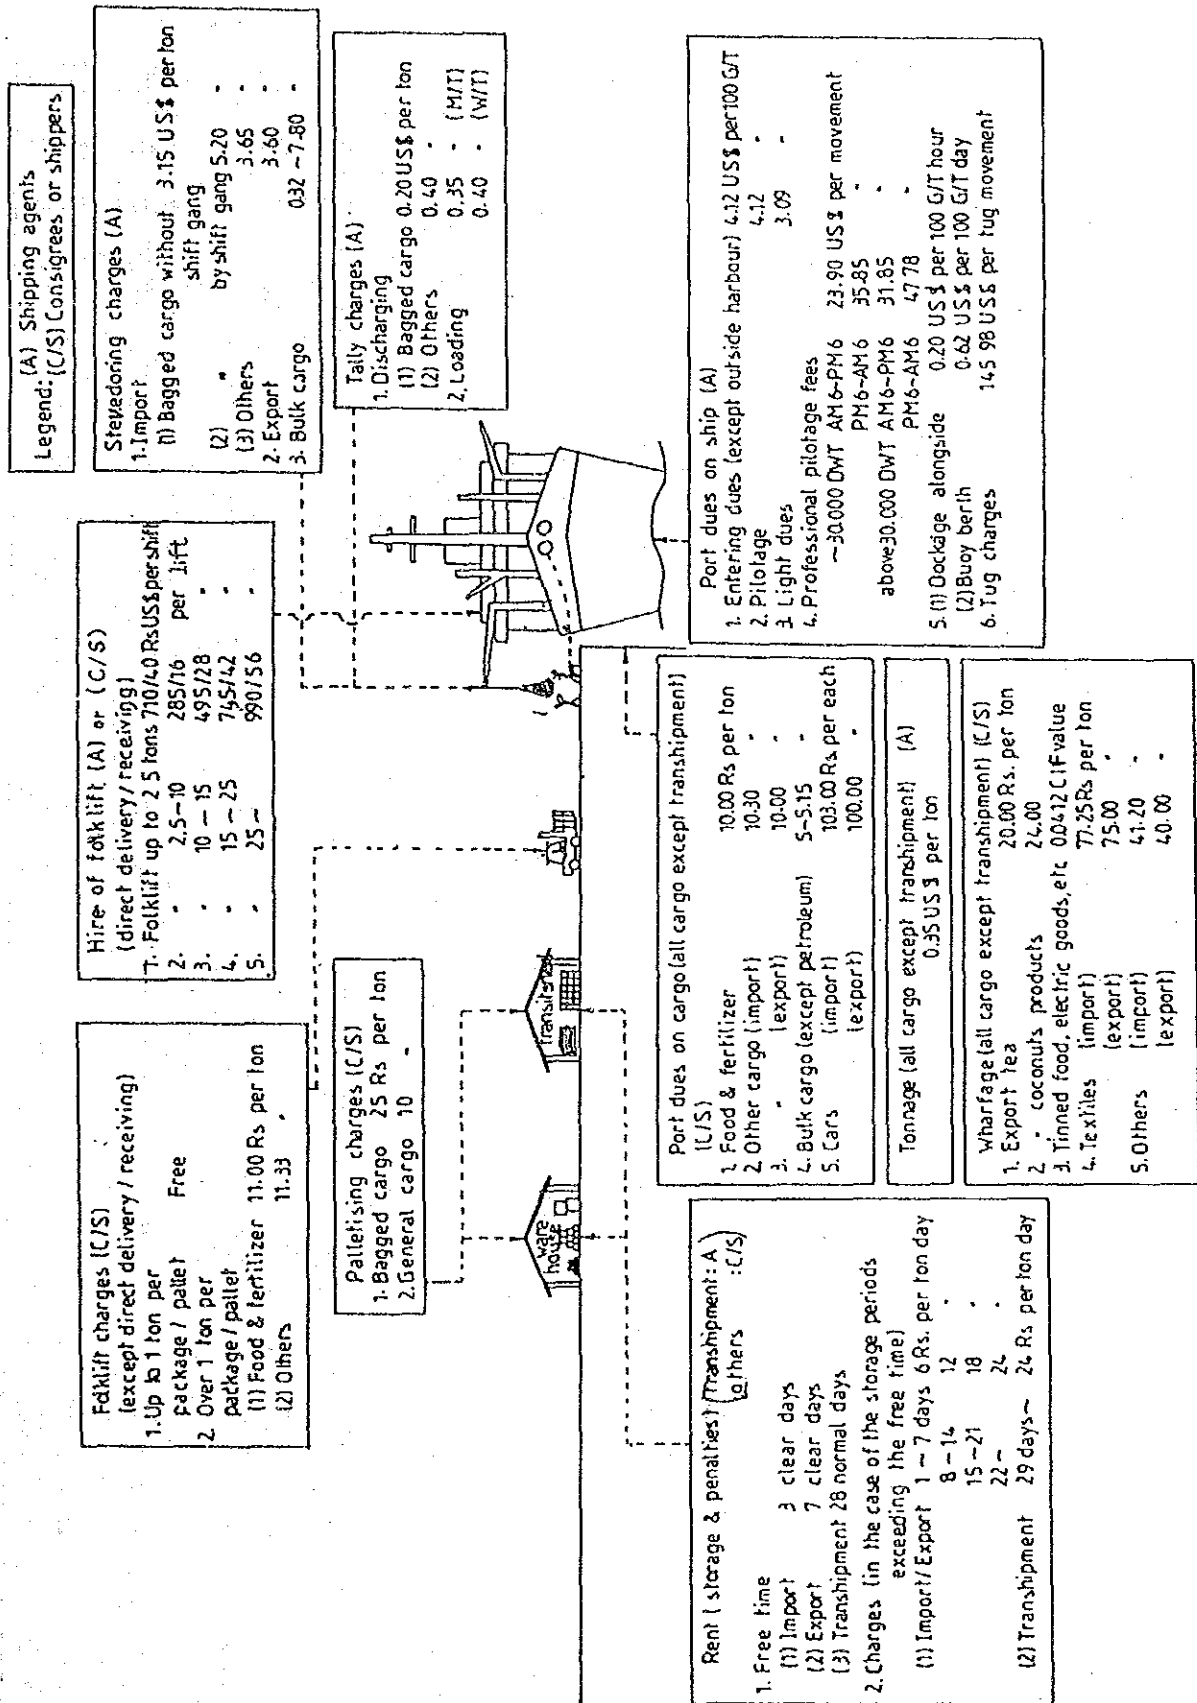 Legend: (A) Shipping agents
(C/S) Consigrees or shippers
Folklift charges (C/S)
(except direct delivery / receiving)
1. Up to 1 ton per
package / pallet Free
2 Over 1 ton per
package / pallet
(1) Food & fertilizer 11.00 Rs per ton
(2) Others 11.33 "
Hire of folklift (A) or (C/S)
(direct delivery / receiving)
1. Folklift up to 2 5 tons 710/40 Rs US$ per shift
2. " 2.5–10 285/16 per lift
3. " 10 – 15 495/28 "
4. " 15 – 25 745/42 "
5. " 25 ~ 990/56 "
Stevedoring charges (A)
1. Import
(1) Bagged cargo without 3.15 US$ per ton
shift gang
(2) " by shift gang 5.20 "
(3) Others 3.65 "
2. Export 3.60 "
3. Bulk cargo 0.32 ~ 7.80 "
Palletising charges (C/S)
1. Bagged cargo 25 Rs per ton
2. General cargo 10 "
Tally charges (A)
1. Discharging
(1) Bagged cargo 0.20 US$ per ton
(2) Others 0.40 "
2. Loading 0.35 " (M/T)
0.40 " (W/T)
ware
house
transit shed
Rent (storage & penalties) (Transhipment : A)
(others : C/S)
1. Free time
(1) Import 3 clear days
(2) Export 7 clear days
(3) Transhipment 28 normal days
2. Charges (in the case of the storage periods
exceeding the free time)
(1) Import/Export 1 ~ 7 days 6 Rs. per ton day
8 – 14 12 "
15 – 21 18 "
22 ~ 24 "
(2) Transhipment 29 days ~ 24 Rs per ton day
Port dues on cargo (all cargo except transhipment)
(C/S)
1. Food & fertilizer 10.00 Rs per ton
2. Other cargo (import) 10.30 "
3. " (export) 10.00 "
4. Bulk cargo (except petroleum) 5–5.15 "
5. Cars (import) 103.00 Rs per each
(export) 100.00 "
Tonnage (all cargo except transhipment) (A)
0.35 US $ per ton
Wharfage (all cargo except transhipment) (C/S)
1. Export tea 20.00 Rs. per ton
2 " coconuts products 24.00 "
3. Tinned food, electric goods, etc 0.0412 CIF value
4. Textiles (import) 77.25 Rs per ton
(export) 75.00 "
5. Others (import) 41.20 "
(export) 40.00 "
Port dues on ship (A)
1. Entering dues (except outside harbour) 4.12 US $ per 100 G/T
2. Pilotage 4.12 "
3. Light dues 3.09 "
4. Professional pilotage fees
~30.000 DWT AM6~PM6 23.90 US $ per movement
PM6~AM6 35.85 "
above 30.000 DWT AM6~PM6 31.85 "
PM6~AM6 47.78 "
5. (1) Dockage alongside 0.20 US $ per 100 G/T hour
(2) Buoy berth 0.62 US $ per 100 G/T day
6. Tug charges 145 98 US$ per tug movement